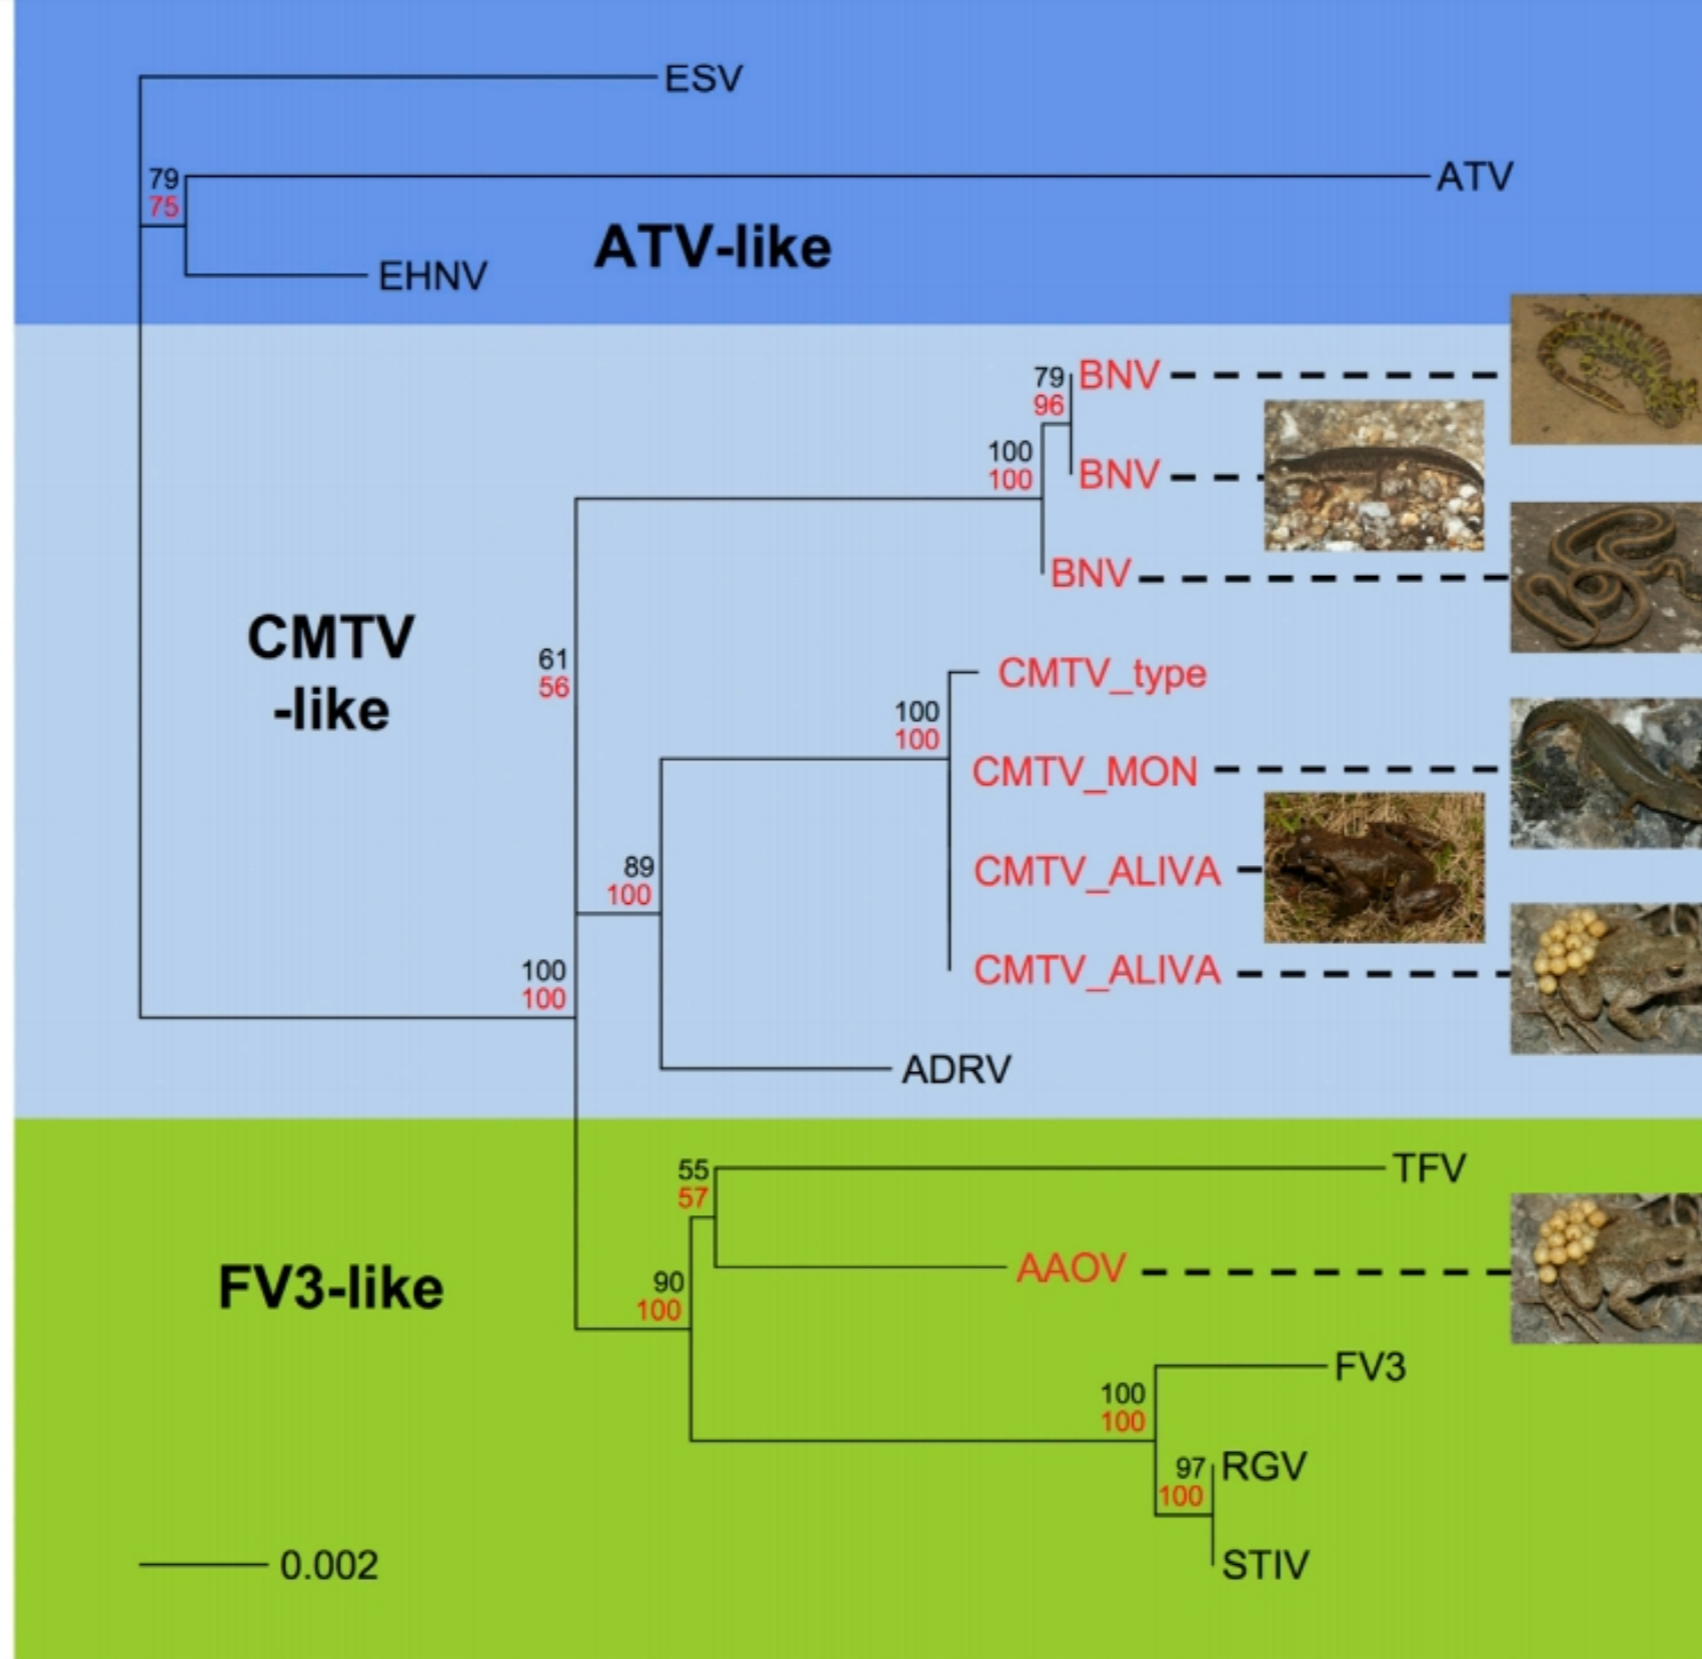 ESV
79
75
ATV
ATV-like
EHNV
79
96
BNV
100
100
BNV
BNV
CMTV
-like
61
56
CMTV_type
100
100
CMTV_MON
89
100
CMTV_ALIVA
100
100
CMTV_ALIVA
ADRV
55
57
TFV
FV3-like
90
100
AAOV
100
100
FV3
97
100
RGV
0.002
STIV